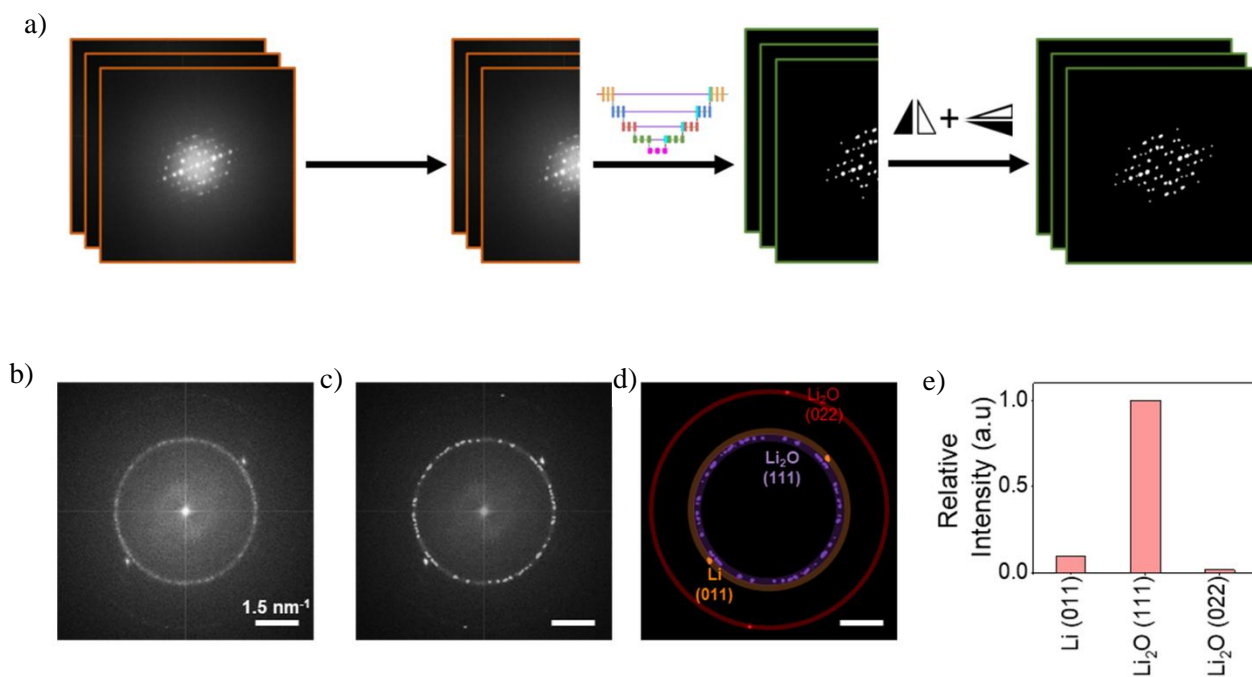 a)
+
b)
c)
d)
e)
1.5 nm⁻¹
Li₂O
(022)
Li₂O
(111)
Li
(011)
Relative
Intensity (a.u)
1.0
0.5
0.0
Li (011)
Li₂O (111)
Li₂O (022)